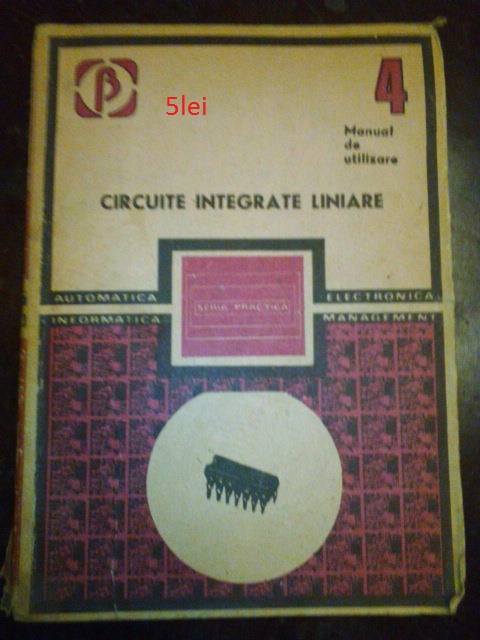 β
4
5lei
Manual
de
utilizare
CIRCUITE INTEGRATE LINIARE
AUTOMATICA
ELECTRONICA
SERIA PRACTICA
INFORMATICA
MANAGEMENT